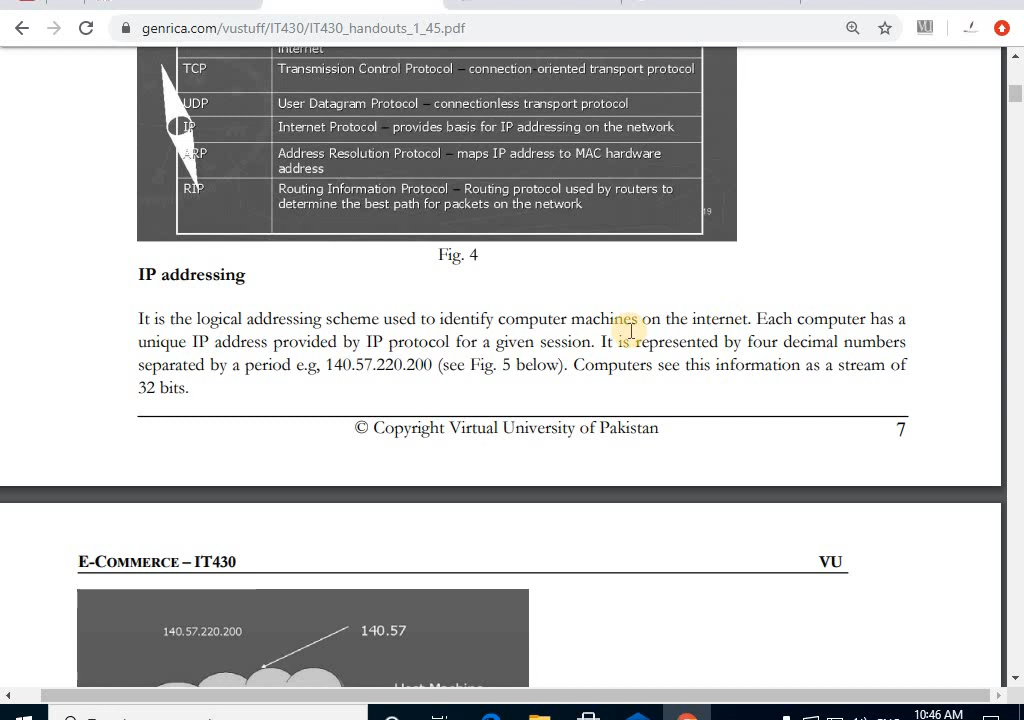 genrica.com/vustuff/IT430/IT430_handouts_1_45.pdf
Internet
TCP Transmission Control Protocol – connection-oriented transport protocol
UDP User Datagram Protocol – connectionless transport protocol
IP Internet Protocol – provides basis for IP addressing on the network
ARP Address Resolution Protocol – maps IP address to MAC hardware
address
RIP Routing Information Protocol – Routing protocol used by routers to
determine the best path for packets on the network
19
Fig. 4
IP addressing
It is the logical addressing scheme used to identify computer machines on the internet. Each computer has a
unique IP address provided by IP protocol for a given session. It is represented by four decimal numbers
separated by a period e.g, 140.57.220.200 (see Fig. 5 below). Computers see this information as a stream of
32 bits.
© Copyright Virtual University of Pakistan 7
E-COMMERCE – IT430 VU
140.57.220.200 140.57
Host Machine
10:46 AM